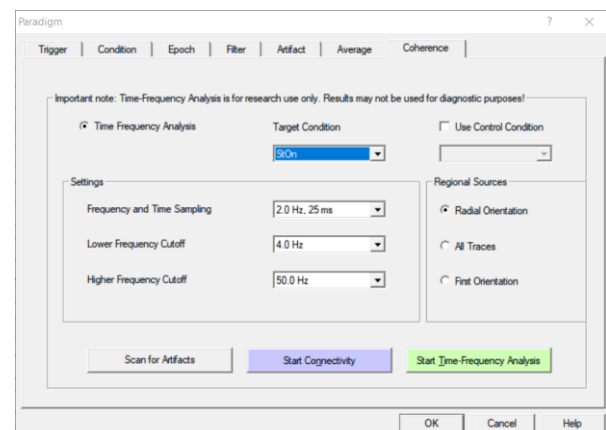 Paradigm
Trigger Condition Epoch Filter Artifact Average Coherence
Important note: Time-Frequency Analysis is for research use only. Results may not be used for diagnostic purposes!
Time Frequency Analysis Target Condition Use Control Condition
StOn
Settings Regional Sources
Frequency and Time Sampling 2.0 Hz, 25 ms Radial Orientation
Lower Frequency Cutoff 4.0 Hz All Traces
Higher Frequency Cutoff 50.0 Hz First Orientation
Scan for Artifacts Start Connectivity Start Time-Frequency Analysis
OK Cancel Help